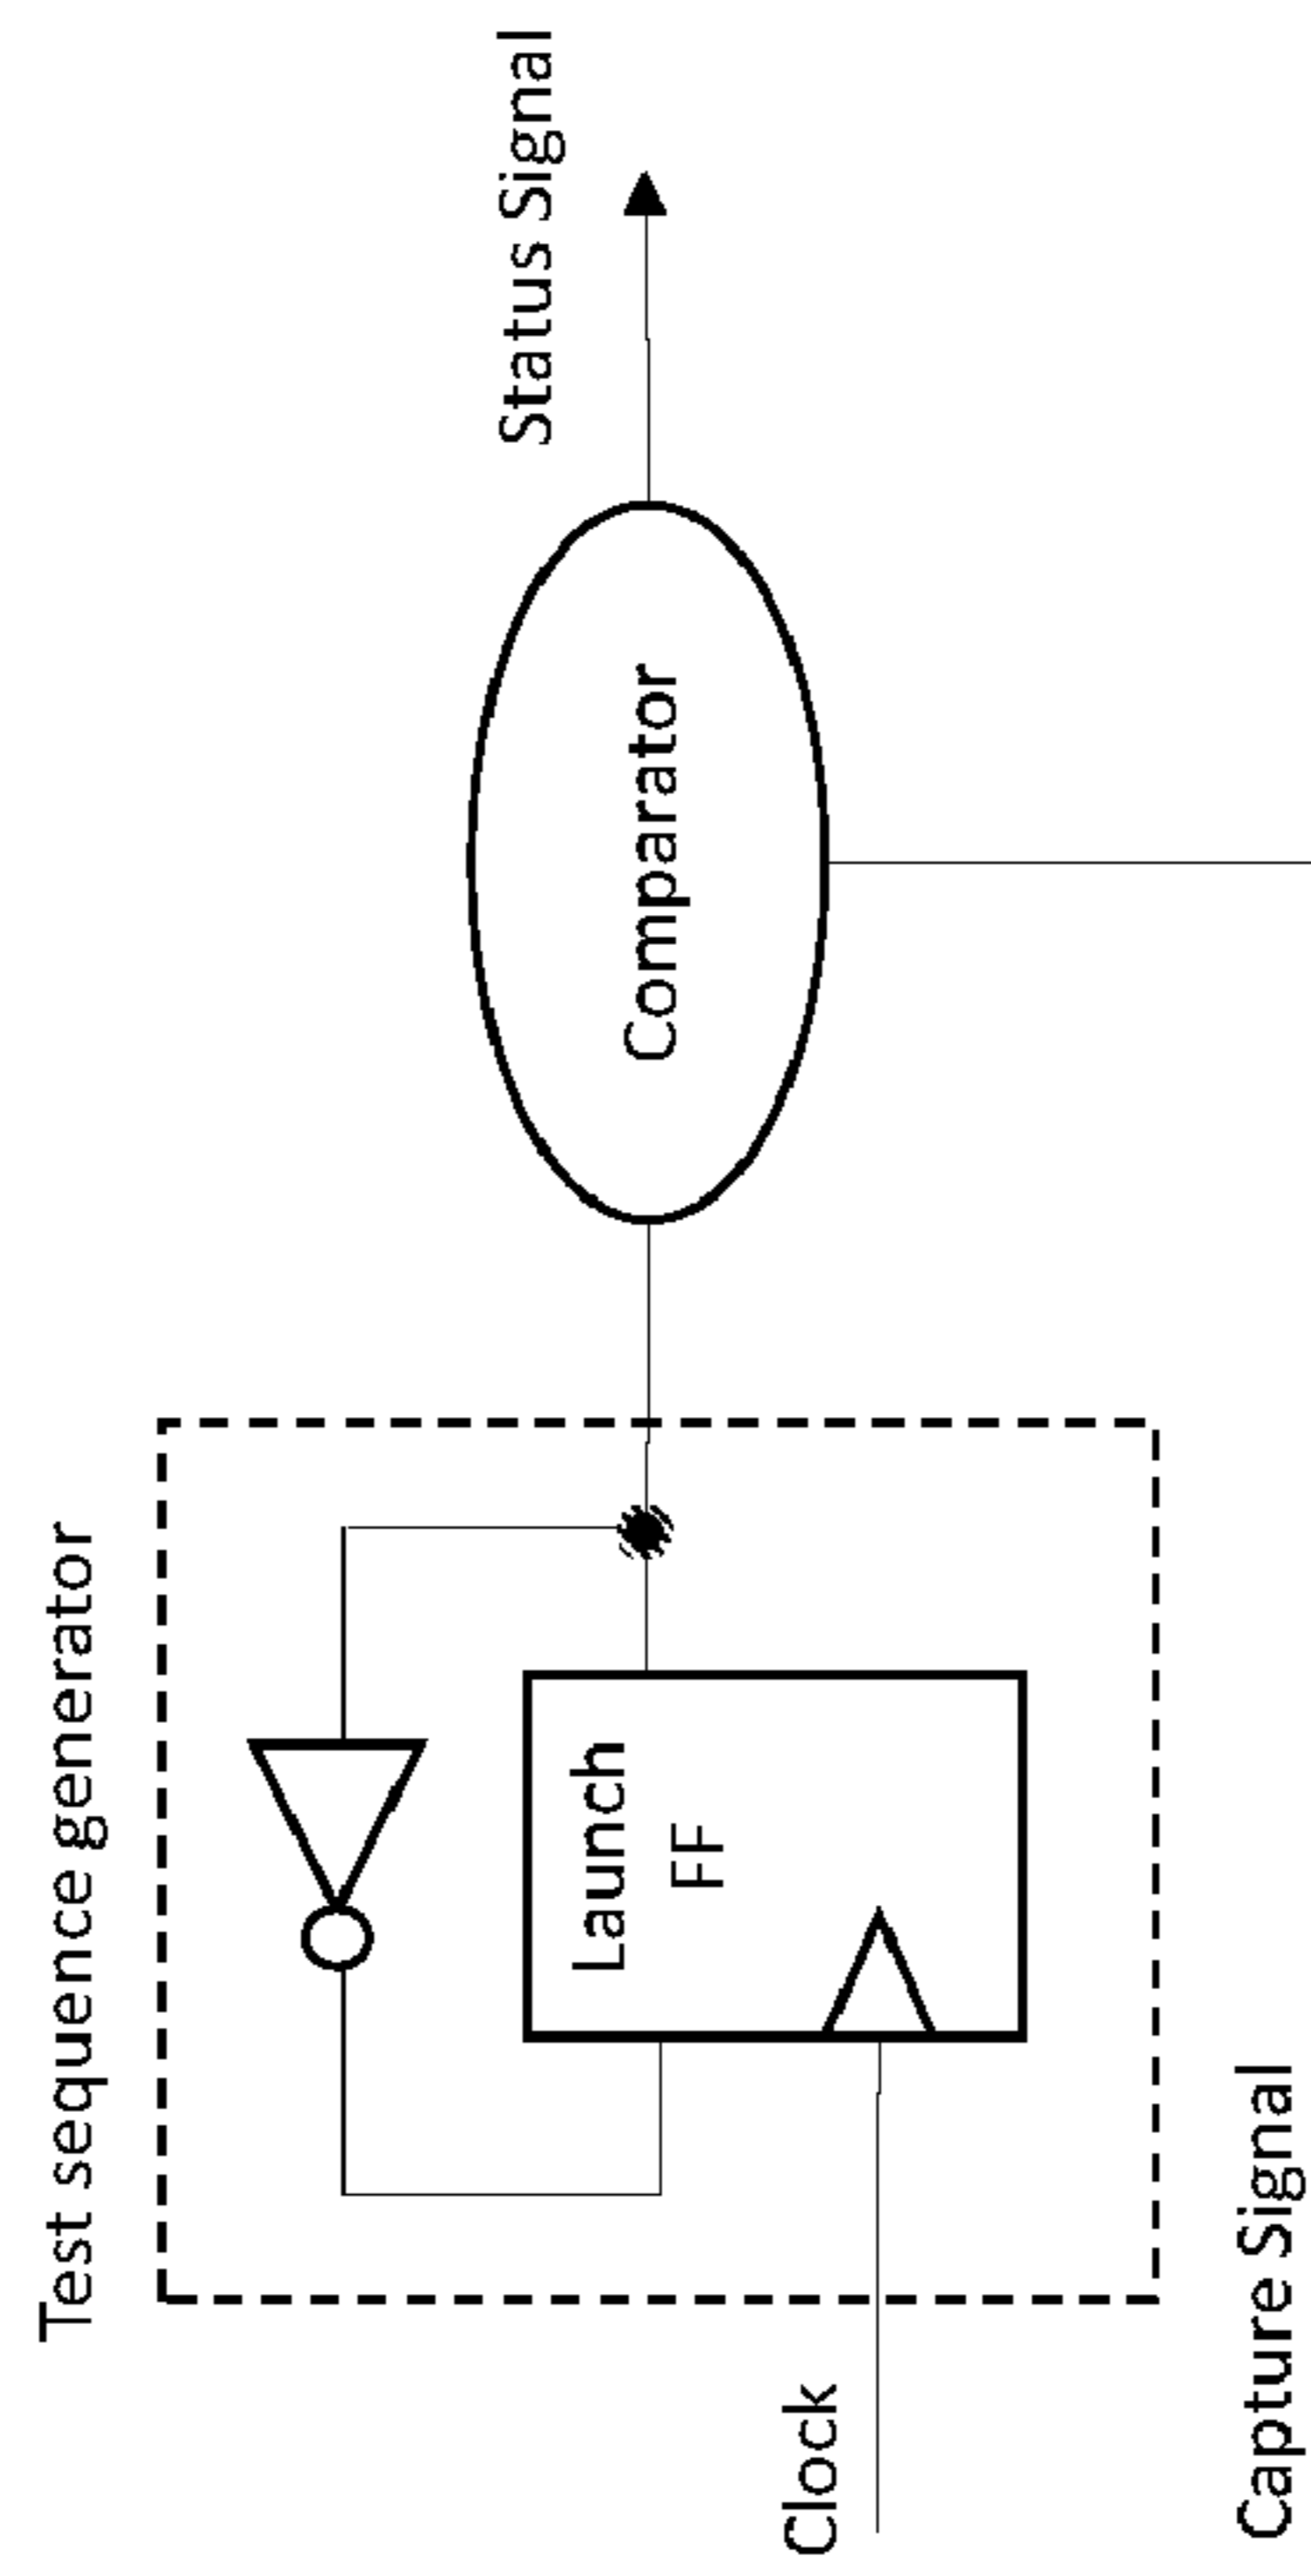 Test sequence generator
Launch
FF
Clock
Comparator
Status Signal
Capture Signal